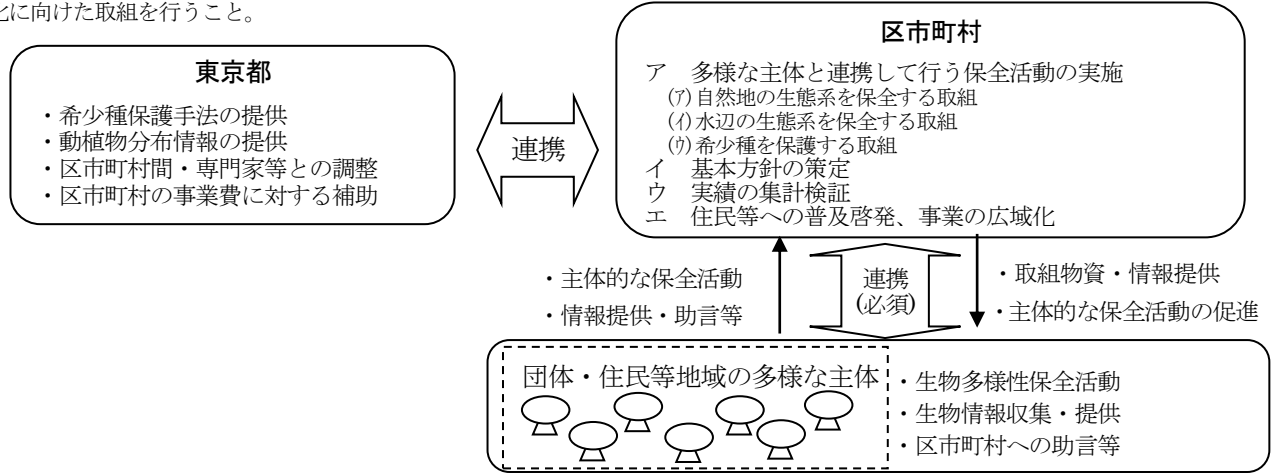 化に向けた取組を行うこと。
東京都
・希少種保護手法の提供
・動植物分布情報の提供
・区市町村間・専門家等との調整
・区市町村の事業費に対する補助
連携
区市町村
ア 多様な主体と連携して行う保全活動の実施
(ｱ)自然地の生態系を保全する取組
(ｲ)水辺の生態系を保全する取組
(ｳ)希少種を保護する取組
イ 基本方針の策定
ウ 実績の集計検証
エ 住民等への普及啓発、事業の広域化
・主体的な保全活動
・情報提供・助言等
連携
(必須)
・取組物資・情報提供
・主体的な保全活動の促進
団体・住民等地域の多様な主体
・生物多様性保全活動
・生物情報収集・提供
・区市町村への助言等